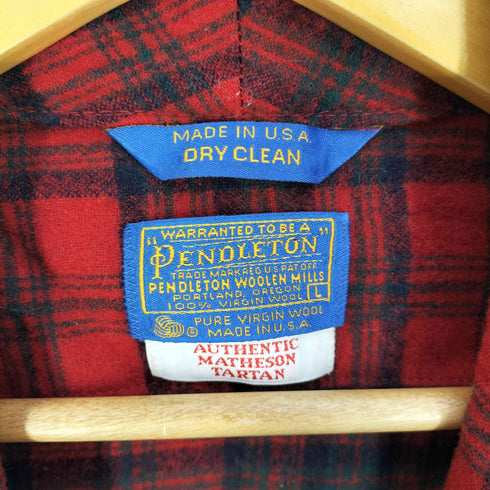 MADE IN U.S.A.
DRY CLEAN
"WARRANTED TO BE A
PENDLETON"
TRADE MARK REG US PAT OFF
PENDLETON WOOLEN MILLS
PORTLAND, OREGON
100% VIRGIN WOOL L
PURE VIRGIN WOOL
MADE IN U.S.A.
AUTHENTIC
MATHESON
TARTAN